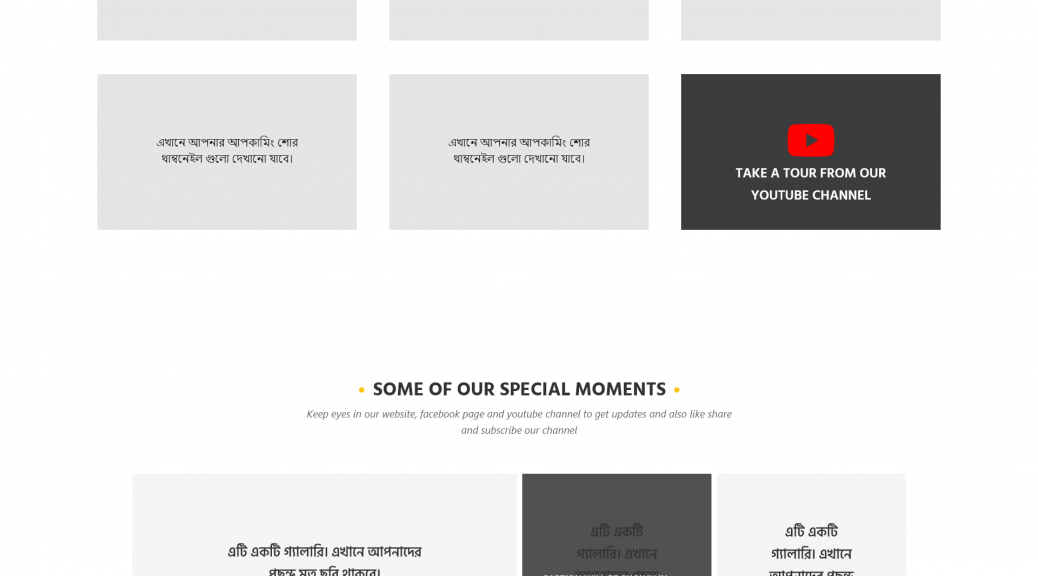 এখানে আপনার আপকামিং শোর
থাম্বনেইল গুলো দেখানো যাবে।
এখানে আপনার আপকামিং শোর
থাম্বনেইল গুলো দেখানো যাবে।
TAKE A TOUR FROM OUR
YOUTUBE CHANNEL
SOME OF OUR SPECIAL MOMENTS
Keep eyes in our website, facebook page and youtube channel to get updates and also like share
and subscribe our channel
এটি একটি গ্যালারি। এখানে আপনাদের
পছন্দ মত ছবি থাকবে।
এটি একটি
গ্যালারি। এখানে
এটি একটি
গ্যালারি। এখানে
আপনাদের পছন্দ